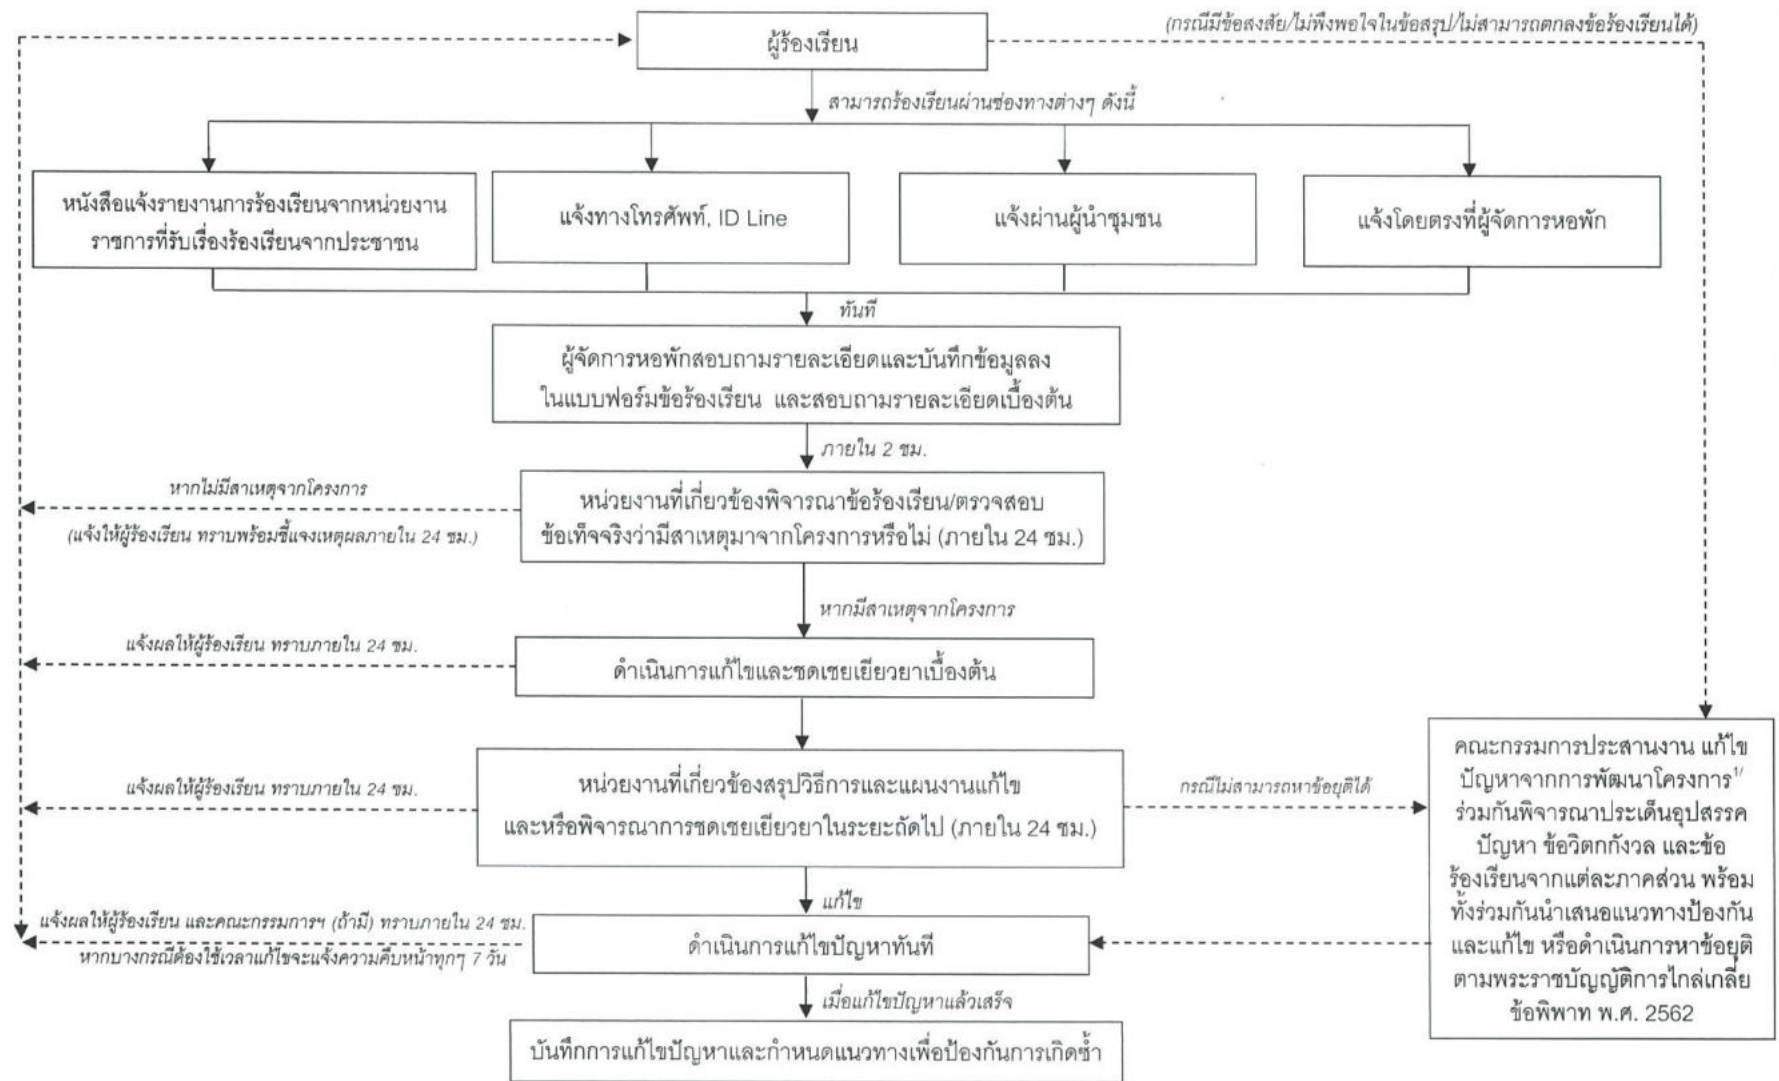 ผู้ร้องเรียน
(กรณีมีข้อสงสัย/ไม่พึงพอใจในข้อสรุป/ไม่สามารถตกลงข้อร้องเรียนได้)
สามารถร้องเรียนผ่านช่องทางต่างๆ ดังนี้
หนังสือแจ้งรายงานการร้องเรียนจากหน่วยงาน
ราชการที่รับเรื่องร้องเรียนจากประชาชน
แจ้งทางโทรศัพท์, ID Line
แจ้งผ่านผู้นำชุมชน
แจ้งโดยตรงที่ผู้จัดการหอพัก
ทันที
ผู้จัดการหอพักสอบถามรายละเอียดและบันทึกข้อมูลลง
ในแบบฟอร์มข้อร้องเรียน และสอบถามรายละเอียดเบื้องต้น
ภายใน 2 ชม.
หน่วยงานที่เกี่ยวข้องพิจารณาข้อร้องเรียน/ตรวจสอบ
ข้อเท็จจริงว่ามีสาเหตุมาจากโครงการหรือไม่ (ภายใน 24 ชม.)
หากไม่มีสาเหตุจากโครงการ
(แจ้งให้ผู้ร้องเรียน ทราบพร้อมชี้แจงเหตุผลภายใน 24 ชม.)
หากมีสาเหตุจากโครงการ
แจ้งผลให้ผู้ร้องเรียน ทราบภายใน 24 ชม.
ดำเนินการแก้ไขและชดเชยเยียวยาเบื้องต้น
แจ้งผลให้ผู้ร้องเรียน ทราบภายใน 24 ชม.
หน่วยงานที่เกี่ยวข้องสรุปวิธีการและแผนงานแก้ไข
และหรือพิจารณาการชดเชยเยียวยาในระยะถัดไป (ภายใน 24 ชม.)
กรณีไม่สามารถหาข้อยุติได้
คณะกรรมการประสานงาน แก้ไข
ปัญหาจากการพัฒนาโครงการ1/
ร่วมกันพิจารณาประเด็นอุปสรรค
ปัญหา ข้อวิตกกังวล และข้อ
ร้องเรียนจากแต่ละภาคส่วน พร้อม
ทั้งร่วมกันนำเสนอแนวทางป้องกัน
และแก้ไข หรือดำเนินการหาข้อยุติ
ตามพระราชบัญญัติการไกล่เกลี่ย
ข้อพิพาท พ.ศ. 2562
แก้ไข
แจ้งผลให้ผู้ร้องเรียน และคณะกรรมการฯ (ถ้ามี) ทราบภายใน 24 ชม.
หากบางกรณีต้องใช้เวลาแก้ไขจะแจ้งความคืบหน้าทุกๆ 7 วัน
ดำเนินการแก้ไขปัญหาทันที
เมื่อแก้ไขปัญหาแล้วเสร็จ
บันทึกการแก้ไขปัญหาและกำหนดแนวทางเพื่อป้องกันการเกิดซ้ำ